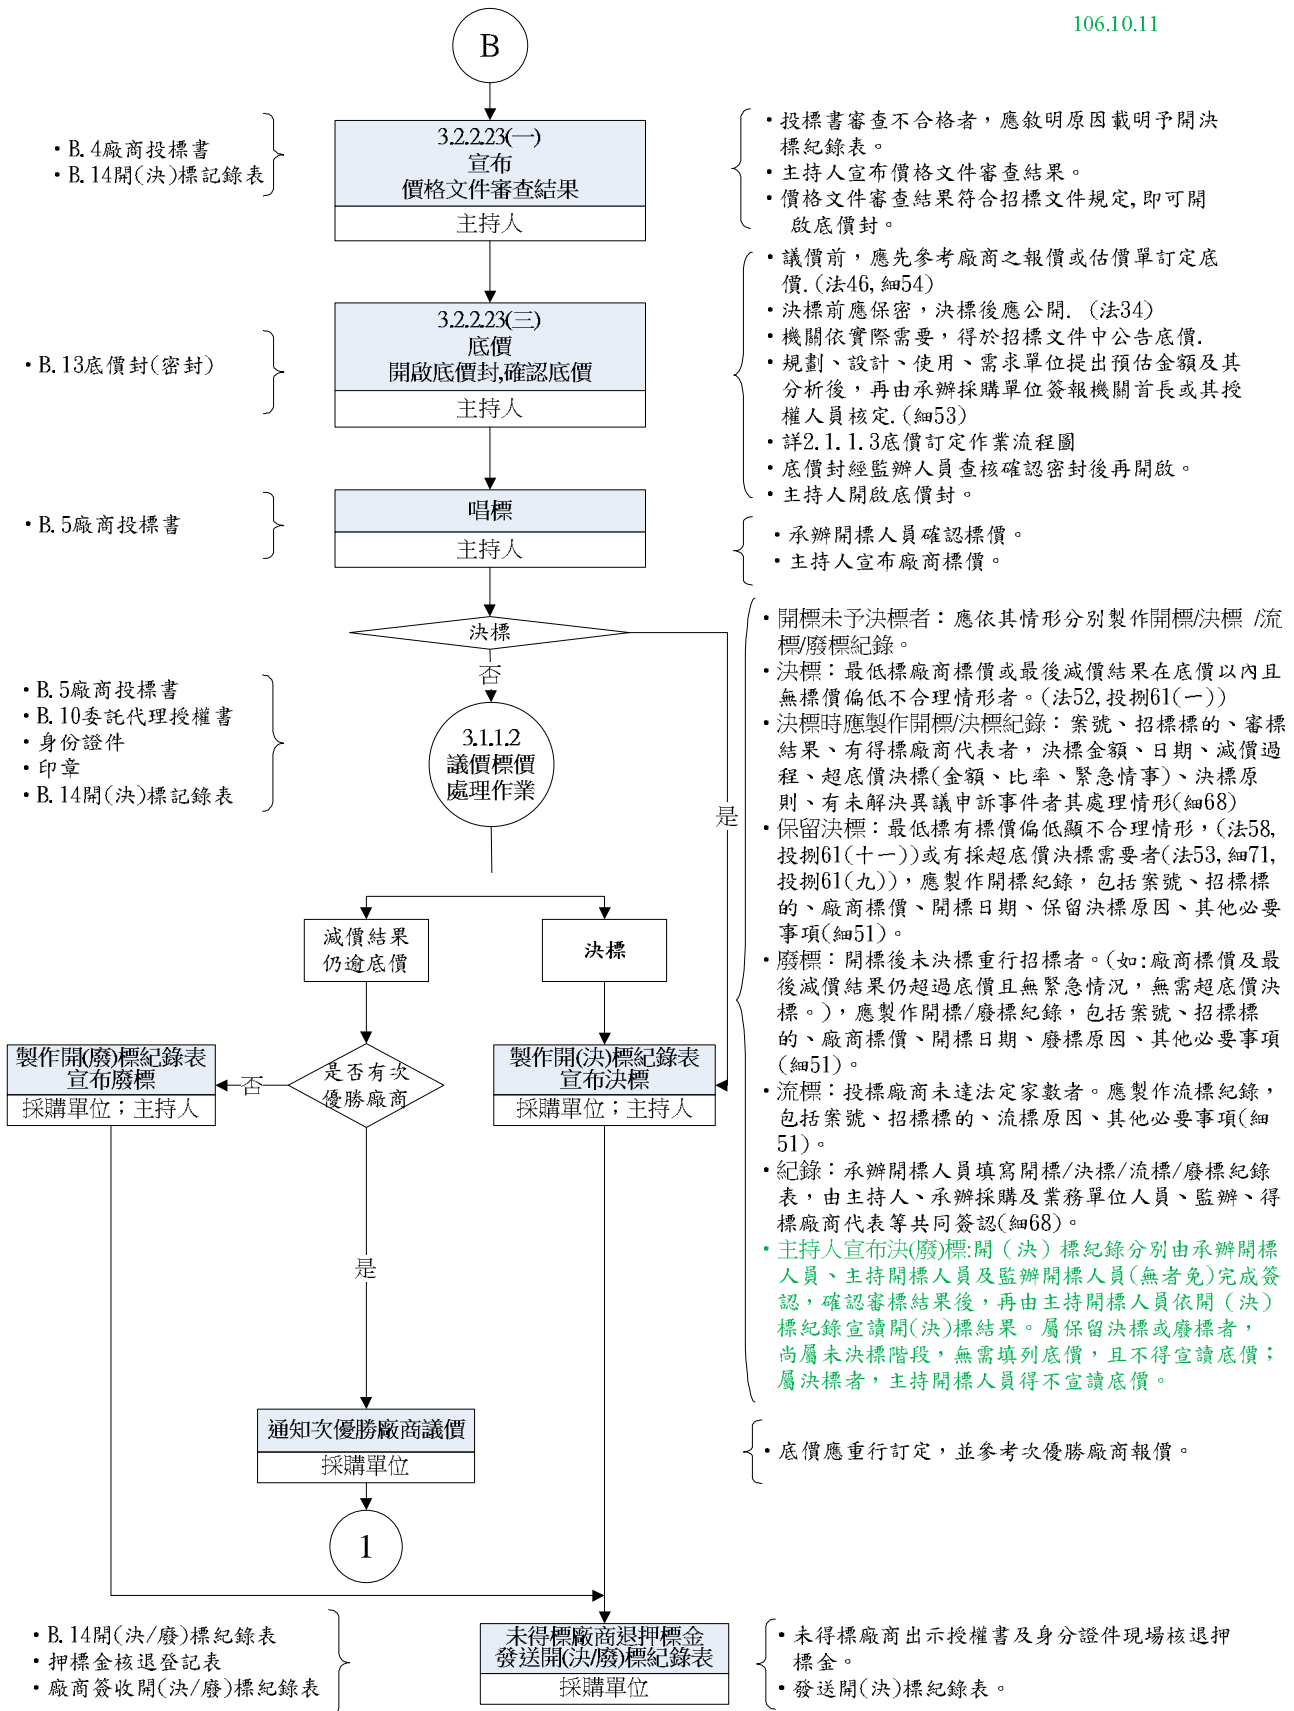 106.10.11
B
• B.4廠商投標書
• B.14開(決)標記錄表
3.2.2.23(一)
宣布
價格文件審查結果
主持人
• 投標書審查不合格者，應敘明原因載明予開決
標紀錄表。
• 主持人宣布價格文件審查結果。
• 價格文件審查結果符合招標文件規定,即可開
啟底價封。
• B.13底價封(密封)
3.2.2.23(三)
底價
開啟底價封,確認底價
主持人
• 議價前，應先參考廠商之報價或估價單訂定底
價.(法46,細54)
• 決標前應保密，決標後應公開. (法34)
• 機關依實際需要，得於招標文件中公告底價.
• 規劃、設計、使用、需求單位提出預估金額及其
分析後，再由承辦採購單位簽報機關首長或其授
權人員核定.(細53)
• 詳2.1.1.3底價訂定作業流程圖
• 底價封經監辦人員查核確認密封後再開啟。
• 主持人開啟底價封。
• B.5廠商投標書
唱標
主持人
• 承辦開標人員確認標價。
• 主持人宣布廠商標價。
決標
否
是
• B.5廠商投標書
• B.10委託代理授權書
• 身份證件
• 印章
• B.14開(決)標記錄表
3.1.1.2
議價標價
處理作業
• 開標未予決標者：應依其情形分別製作開標/決標 /流
標/廢標紀錄。
• 決標：最低標廠商標價或最後減價結果在底價以內且
無標價偏低不合理情形者。(法52,投捌61(一))
• 決標時應製作開標/決標紀錄：案號、招標標的、審標
結果、有得標廠商代表者，決標金額、日期、減價過
程、超底價決標(金額、比率、緊急情事)、決標原
則、有未解決異議申訴事件者其處理情形(細68)
• 保留決標：最低標有標價偏低顯不合理情形，(法58,
投捌61(十一))或有採超底價決標需要者(法53,細71,
投捌61(九))，應製作開標紀錄，包括案號、招標標
的、廠商標價、開標日期、保留決標原因、其他必要
事項(細51)。
• 廢標：開標後未決標重行招標者。(如:廠商標價及最
後減價結果仍超過底價且無緊急情況，無需超底價決
標。)，應製作開標/廢標紀錄，包括案號、招標標
的、廠商標價、開標日期、廢標原因、其他必要事項
(細51)。
• 流標：投標廠商未達法定家數者。應製作流標紀錄，
包括案號、招標標的、流標原因、其他必要事項(細
51)。
• 紀錄：承辦開標人員填寫開標/決標/流標/廢標紀錄
表，由主持人、承辦採購及業務單位人員、監辦、得
標廠商代表等共同簽認(細68)。
• 主持人宣布決(廢)標:開（決）標紀錄分別由承辦開標
人員、主持開標人員及監辦開標人員(無者免)完成簽
認，確認審標結果後，再由主持開標人員依開（決）
標紀錄宣讀開(決)標結果。屬保留決標或廢標者，
尚屬未決標階段，無需填列底價，且不得宣讀底價；
屬決標者，主持開標人員得不宣讀底價。
減價結果
仍逾底價
決標
製作開(廢)標紀錄表
宣布廢標
採購單位；主持人
否
是否有次
優勝廠商
製作開(決)標紀錄表
宣布決標
採購單位；主持人
是
通知次優勝廠商議價
採購單位
• 底價應重行訂定，並參考次優勝廠商報價。
1
• B.14開(決/廢)標紀錄表
• 押標金核退登記表
• 廠商簽收開(決/廢)標紀錄表
未得標廠商退押標金
發送開(決/廢)標紀錄表
採購單位
• 未得標廠商出示授權書及身分證件現場核退押
標金。
• 發送開(決)標紀錄表。